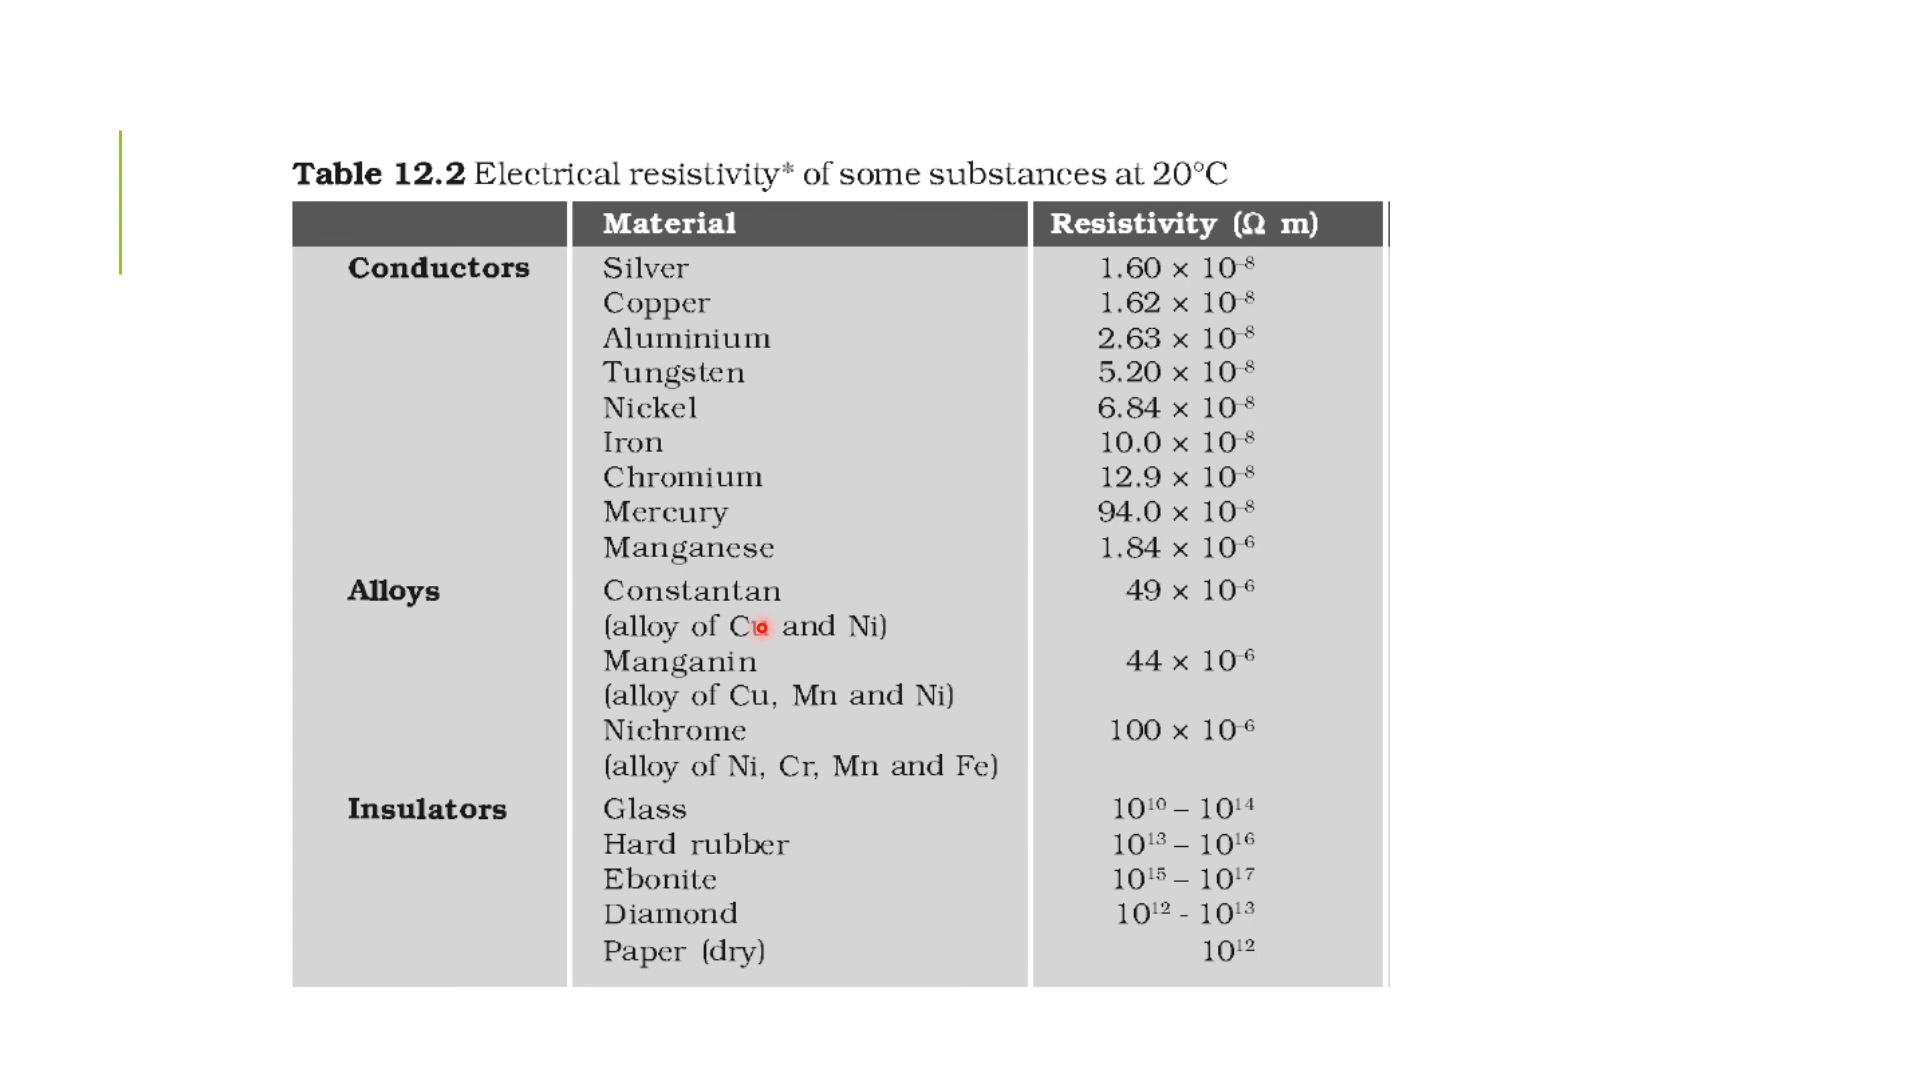 Table 12.2 Electrical resistivity* of some substances at 20°C
Material Resistivity (Ω m)
Conductors Silver 1.60 × 10⁻⁸
Copper 1.62 × 10⁻⁸
Aluminium 2.63 × 10⁻⁸
Tungsten 5.20 × 10⁻⁸
Nickel 6.84 × 10⁻⁸
Iron 10.0 × 10⁻⁸
Chromium 12.9 × 10⁻⁸
Mercury 94.0 × 10⁻⁸
Manganese 1.84 × 10⁻⁶
Alloys Constantan 49 × 10⁻⁶
(alloy of Cu and Ni)
Manganin 44 × 10⁻⁶
(alloy of Cu, Mn and Ni)
Nichrome 100 × 10⁻⁶
(alloy of Ni, Cr, Mn and Fe)
Insulators Glass 10¹⁰ – 10¹⁴
Hard rubber 10¹³ – 10¹⁶
Ebonite 10¹⁵ – 10¹⁷
Diamond 10¹² - 10¹³
Paper (dry) 10¹²